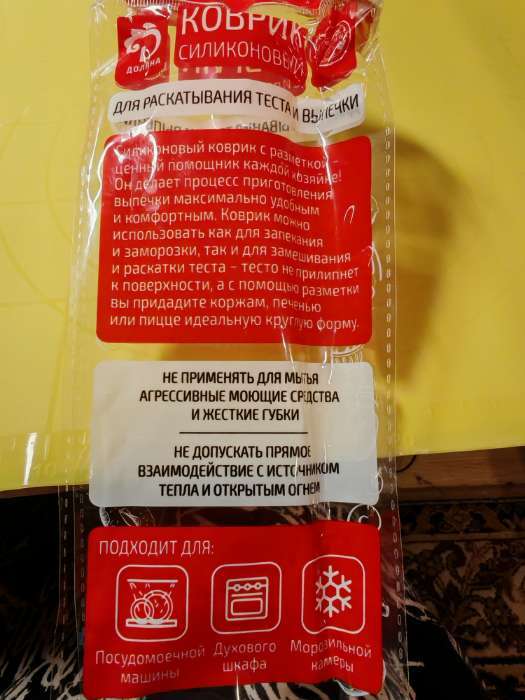 КОВРИК
СИЛИКОНОВЫЙ
ДОЛЯНА
ДЛЯ РАСКАТЫВАНИЯ ТЕСТА И ВЫПЕЧКИ
Силиконовый коврик с разметкой –
ценный помощник каждой хозяйке!
Он делает процесс приготовления
выпечки максимально удобным
и комфортным. Коврик можно
использовать как для запекания
и заморозки, так и для замешивания
и раскатки теста – тесто не прилипнет
к поверхности, а с помощью разметки
вы придадите коржам, печенью
или пицце идеальную круглую форму.
НЕ ПРИМЕНЯТЬ ДЛЯ МЫТЬЯ
АГРЕССИВНЫЕ МОЮЩИЕ СРЕДСТВА
И ЖЕСТКИЕ ГУБКИ
НЕ ДОПУСКАТЬ ПРЯМОЕ
ВЗАИМОДЕЙСТВИЕ С ИСТОЧНИКОМ
ТЕПЛА И ОТКРЫТЫМ ОГНЕМ
ПОДХОДИТ ДЛЯ:
Посудомоечной
машины
Духового
шкафа
Морозильной
камеры